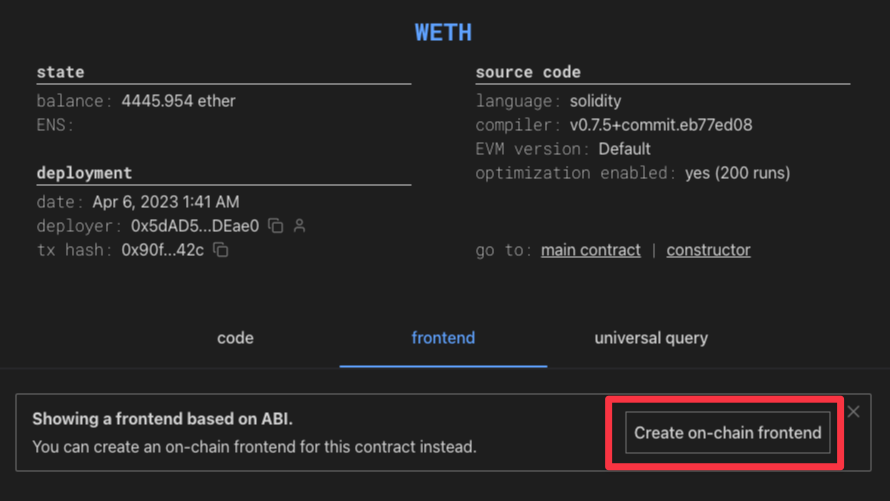 WETH
state
balance: 4445.954 ether
ENS:
deployment
date: Apr 6, 2023 1:41 AM
deployer: 0x5dAD5...DEae0
tx hash: 0x90f...42c
source code
language: solidity
compiler: v0.7.5+commit.eb77ed08
EVM version: Default
optimization enabled: yes (200 runs)
go to: main contract | constructor
code
frontend
universal query
Showing a frontend based on ABI.
You can create an on-chain frontend for this contract instead.
Create on-chain frontend